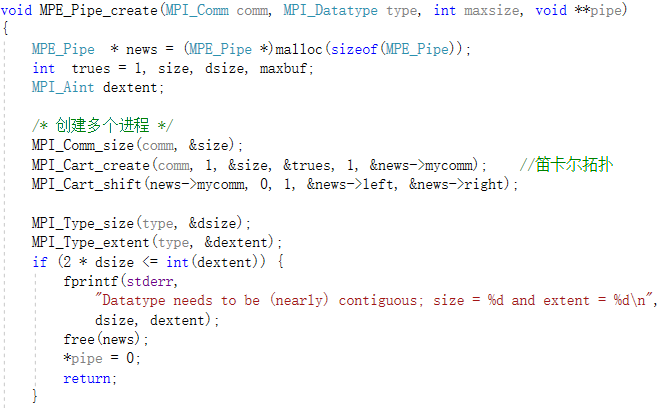 void MPE_Pipe_create(MPI_Comm comm, MPI_Datatype type, int maxsize, void **pipe)
{
    MPE_Pipe  * news = (MPE_Pipe *)malloc(sizeof(MPE_Pipe));
    int  trues = 1, size, dsize, maxbuf;
    MPI_Aint dextent;

    /* 创建多个进程 */
    MPI_Comm_size(comm, &size);
    MPI_Cart_create(comm, 1, &size, &trues, 1, &news->mycomm);    //笛卡尔拓扑
    MPI_Cart_shift(news->mycomm, 0, 1, &news->left, &news->right);

    MPI_Type_size(type, &dsize);
    MPI_Type_extent(type, &dextent);
    if (2 * dsize <= int(dextent)) {
        fprintf(stderr,
            "Datatype needs to be (nearly) contiguous; size = %d and extent = %d\n",
            dsize, dextent);
        free(news);
        *pipe = 0;
        return;
    }